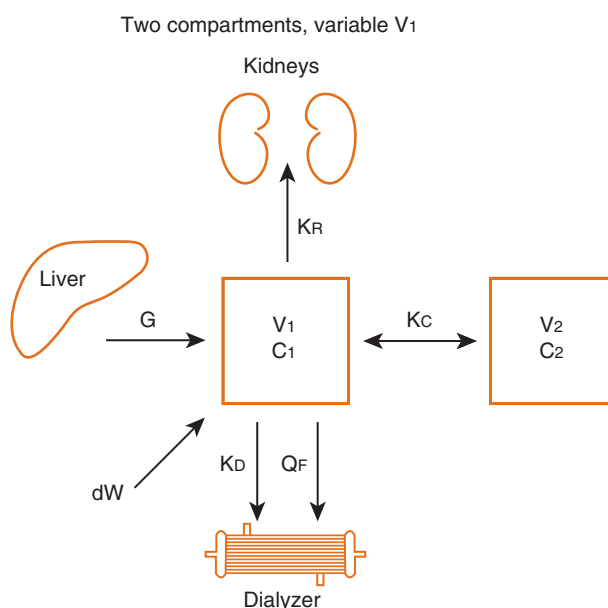 Two compartments, variable V1
Kidneys
KR
Liver
G
V1
C1
KC
V2
C2
dW
KD
QF
Dialyzer